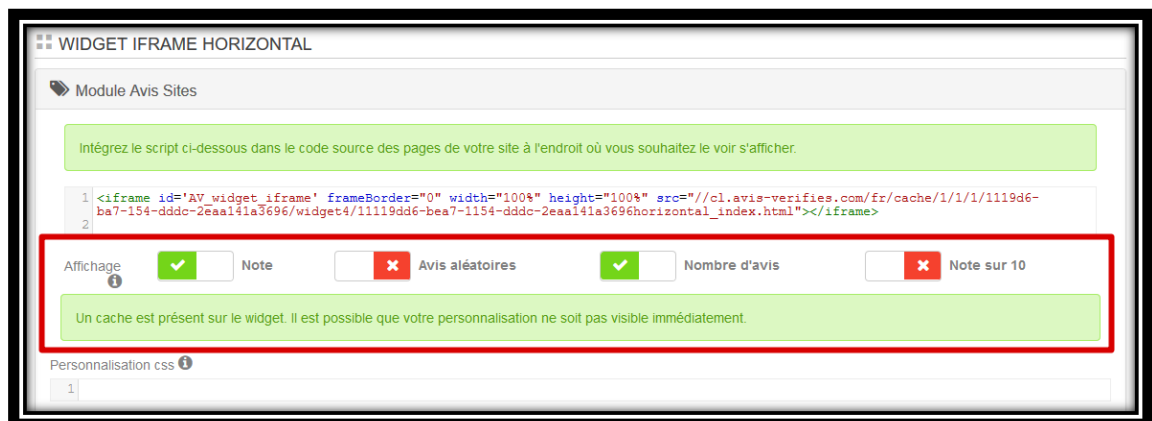 WIDGET IFRAME HORIZONTAL
Module Avis Sites
Intégrez le script ci-dessous dans le code source des pages de votre site à l'endroit où vous souhaitez le voir s'afficher.
1 <iframe id='AV_widget_iframe' frameBorder="0" width="100%" height="100%" src="//cl.avis-verifies.com/fr/cache/1/1/1/1119d6-
ba7-154-dddc-2eaa141a3696/widget4/11119dd6-bea7-1154-dddc-2eaa141a3696horizontal_index.html"></iframe>
2
Affichage Note Avis aléatoires Nombre d'avis Note sur 10
Un cache est présent sur le widget. Il est possible que votre personnalisation ne soit pas visible immédiatement.
Personnalisation css
1